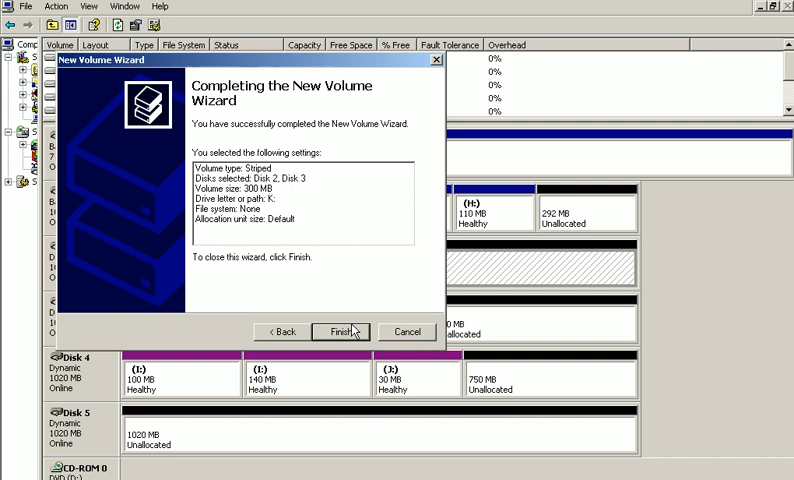 File Action View Window Help
Comp
Volume Layout Type File System Status Capacity Free Space % Free Fault Tolerance Overhead
New Volume Wizard
0%
0%
0%
0%
0%
Completing the New Volume
Wizard
You have successfully completed the New Volume Wizard.
You selected the following settings:
Volume type: Striped
Disks selected: Disk 2, Disk 3
Volume size: 300 MB
Drive letter or path: K:
File system: None
Allocation unit size: Default
To close this wizard, click Finish.
< Back Finish Cancel
(H:)
110 MB
Healthy
292 MB
Unallocated
Disk 4
Dynamic
1020 MB
Online
(I:)
100 MB
Healthy
(I:)
140 MB
Healthy
(J:)
30 MB
Healthy
750 MB
Unallocated
Disk 5
Dynamic
1020 MB
Online
1020 MB
Unallocated
CD-ROM 0
DVD (D:)